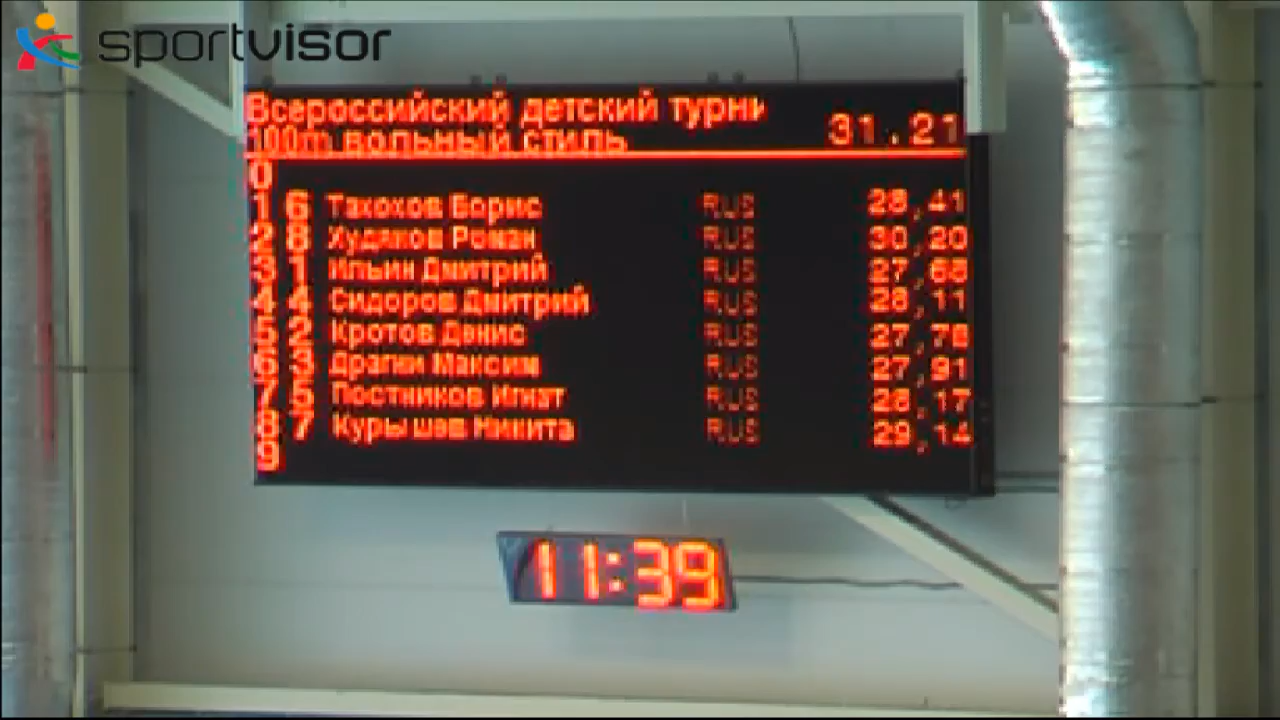 sportvisor
Всероссийский детский турни
100m вольный стиль 31.21
0
1 6 Тахохов Борис RUS 28,41
2 8 Худяков Роман RUS 30,20
3 1 Ильин Дмитрий RUS 27,68
4 4 Сидоров Дмитрий RUS 28,11
5 2 Кротов Денис RUS 27,78
6 3 Драгни Максим RUS 27,91
7 5 Постников Игнат RUS 28,17
8 7 Курышев Никита RUS 29,14
9
11:39